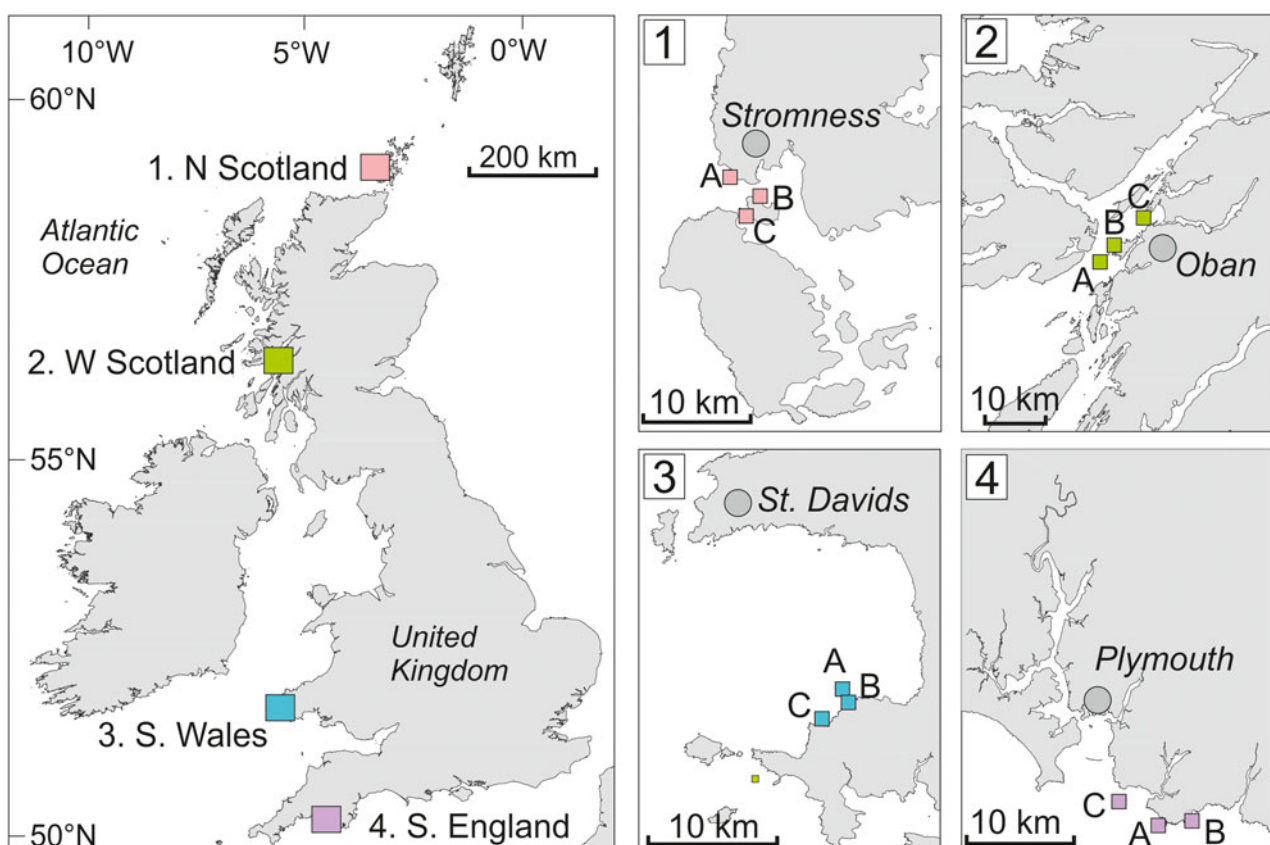 10°W 5°W 0°W
60°N
200 km
1. N Scotland
Atlantic
Ocean
2. W Scotland
55°N
United
Kingdom
3. S. Wales
4. S. England
50°N
1
Stromness
A
B
C
10 km
2
C
B
A
Oban
10 km
3
St. Davids
A
B
C
10 km
4
Plymouth
C
A
B
10 km